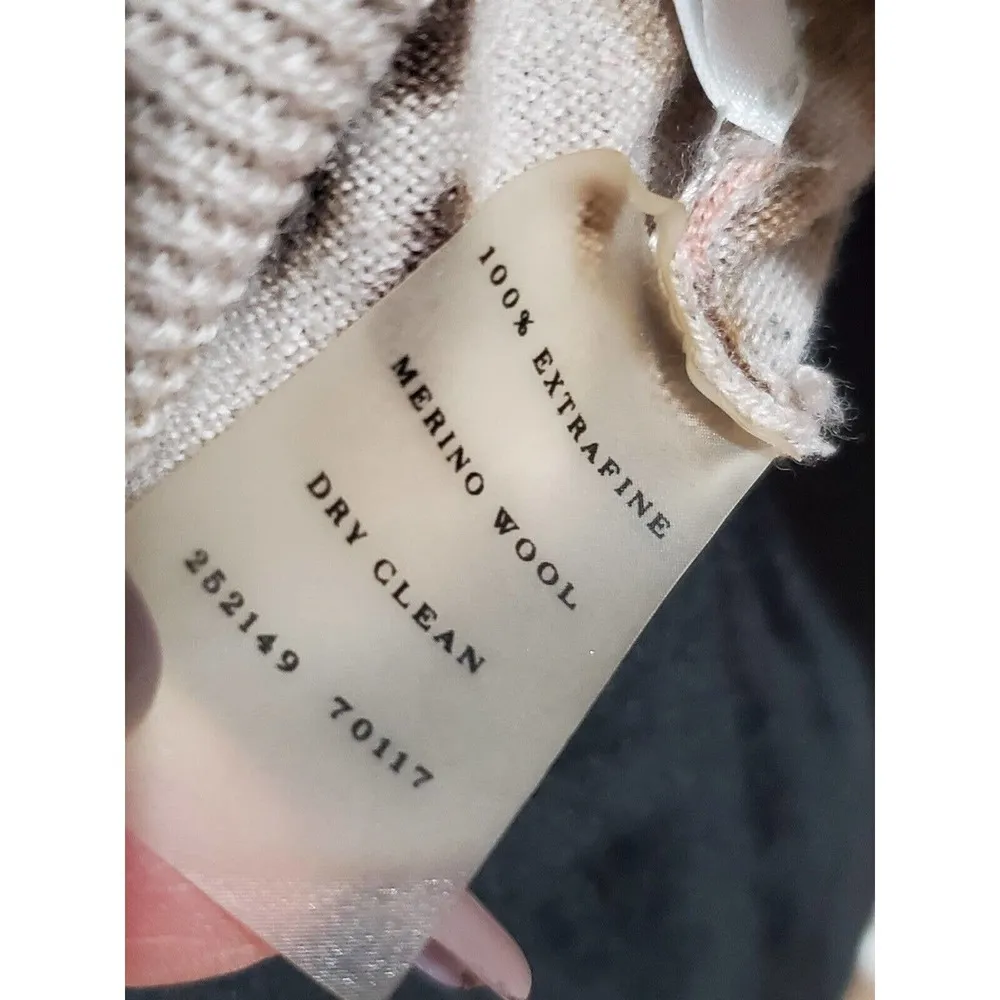 100% EXTRAFINE
MERINO WOOL
DRY CLEAN
252149 70117